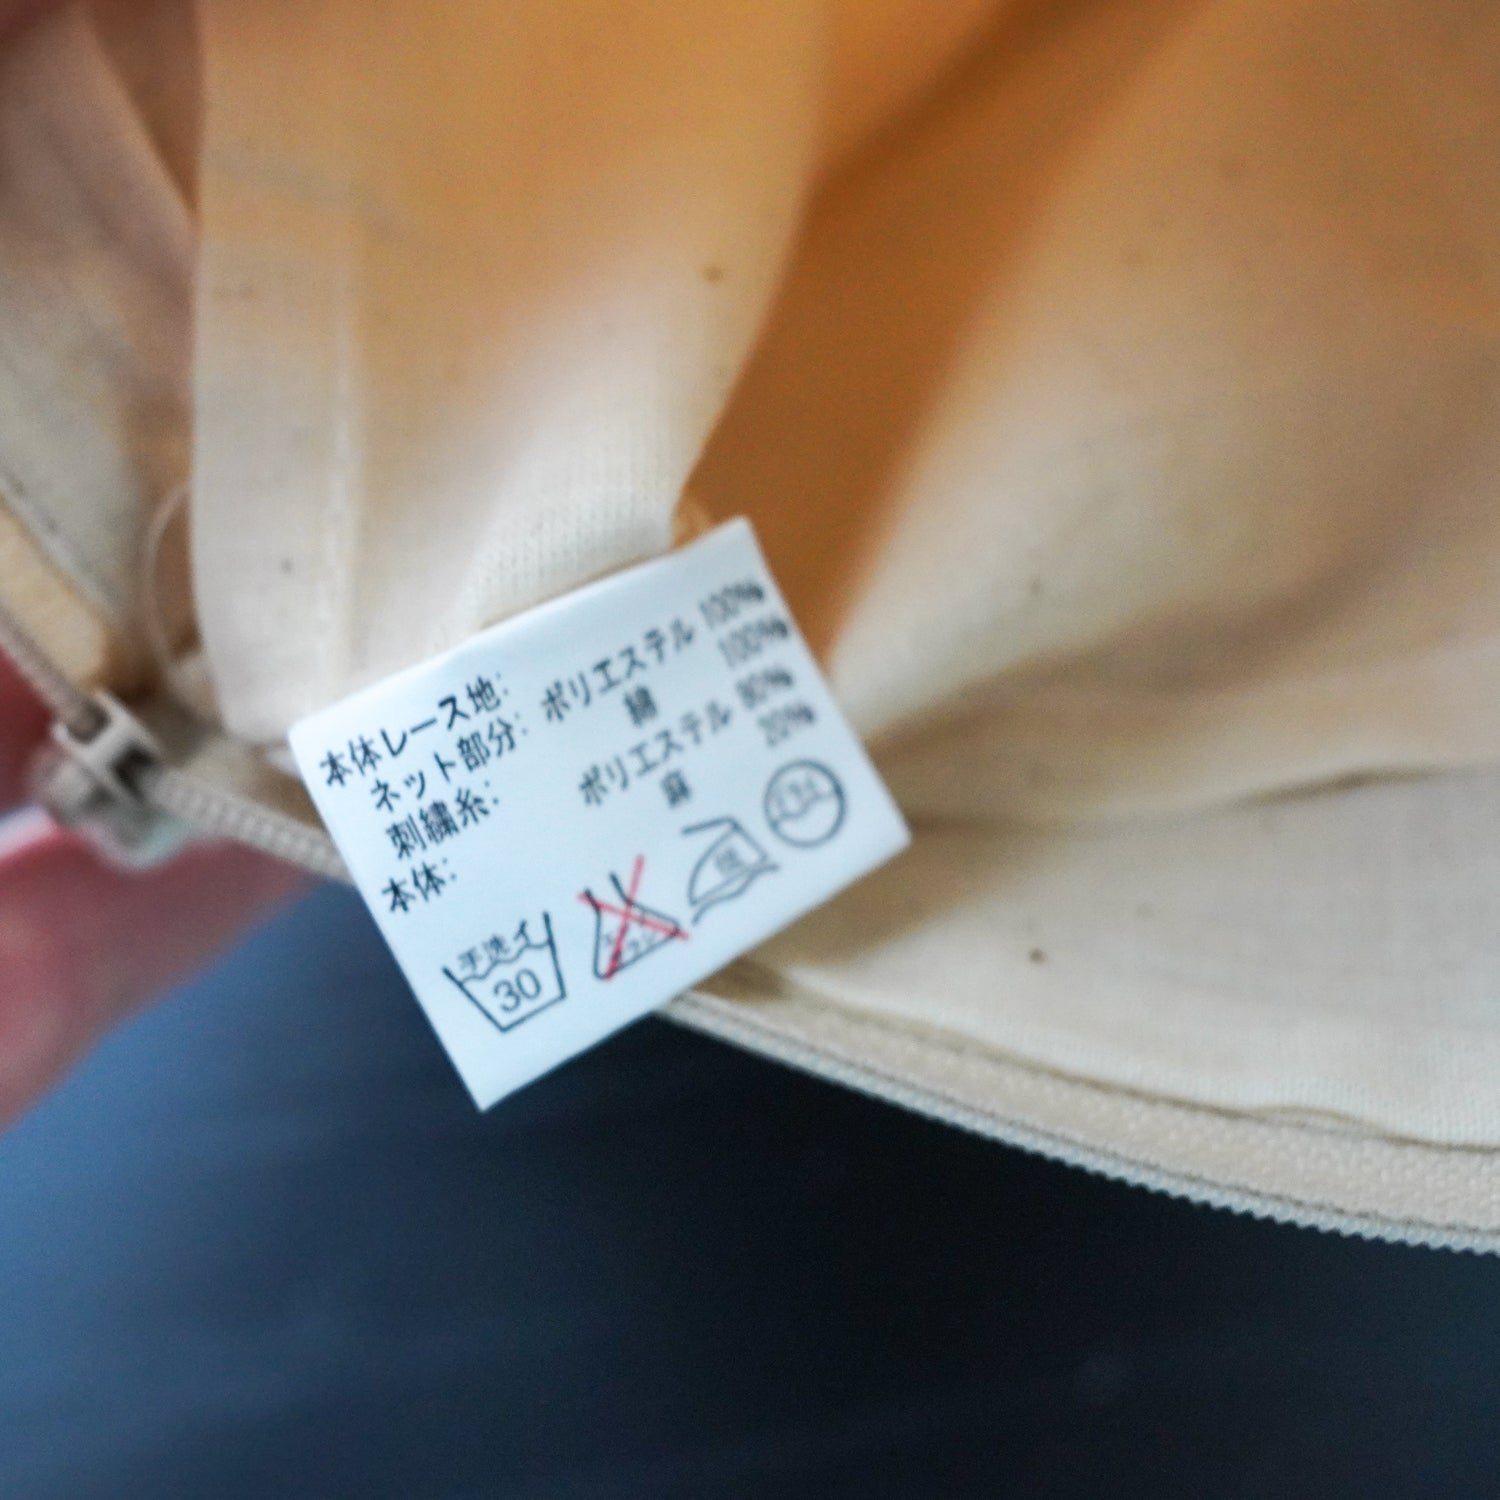 本体レース地:
ネット部分: ポリエステル 100%
刺繍糸: 綿 100%
本体: ポリエステル 80%
麻 20%
手洗イ
30